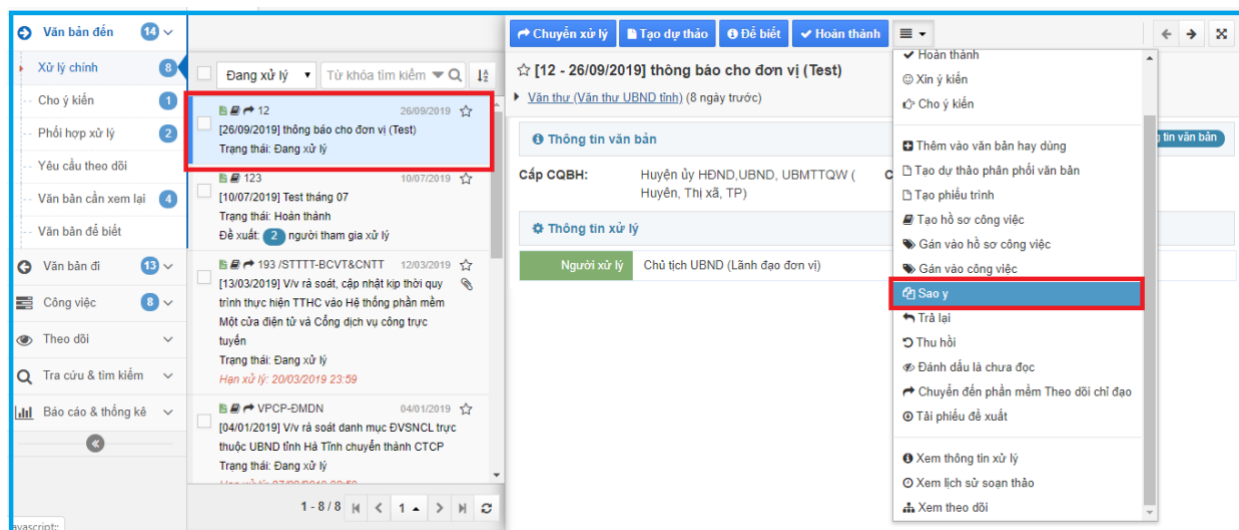 Văn bản đến 14
Xử lý chính 8
Cho ý kiến 1
Phối hợp xử lý 2
Yêu cầu theo dõi
Văn bản cần xem lại 4
Văn bản để biết
Văn bản đi 13
Công việc 8
Theo dõi
Tra cứu & tìm kiếm
Báo cáo & thống kê
avascript:;
Đang xử lý
Từ khóa tìm kiếm
12 26/09/2019
[26/09/2019] thông báo cho đơn vị (Test)
Trạng thái: Đang xử lý
123 10/07/2019
[10/07/2019] Test tháng 07
Trạng thái: Hoàn thành
Đề xuất: 2 người tham gia xử lý
193 /STTTT-BCVT&CNTT 12/03/2019
[13/03/2019] V/v rà soát, cập nhật kịp thời quy
trình thực hiện TTHC vào Hệ thống phần mềm
Một cửa điện tử và Cổng dịch vụ công trực
tuyến
Trạng thái: Đang xử lý
Hạn xử lý: 20/03/2019 23:59
VPCP-ĐMDN 04/01/2019
[04/01/2019] V/v rà soát danh mục ĐVSNCL trực
thuộc UBND tỉnh Hà Tĩnh chuyển thành CTCP
Trạng thái: Đang xử lý
1 - 8 / 8 1
Chuyển xử lý Tạo dự thảo Để biết Hoàn thành
[12 - 26/09/2019] thông báo cho đơn vị (Test)
Văn thư (Văn thư UBND tỉnh) (8 ngày trước)
Thông tin văn bản
tin văn bản
Cấp CQBH: Huyện ủy HĐND,UBND, UBMTTQW ( C
Huyện, Thị xã, TP)
Thông tin xử lý
Người xử lý Chủ tịch UBND (Lãnh đạo đơn vị)
Hoàn thành
Xin ý kiến
Cho ý kiến
Thêm vào văn bản hay dùng
Tạo dự thảo phân phối văn bản
Tạo phiếu trình
Tạo hồ sơ công việc
Gán vào hồ sơ công việc
Gán vào công việc
Sao y
Trả lại
Thu hồi
Đánh dấu là chưa đọc
Chuyển đến phần mềm Theo dõi chỉ đạo
Tải phiếu đề xuất
Xem thông tin xử lý
Xem lịch sử soạn thảo
Xem theo dõi